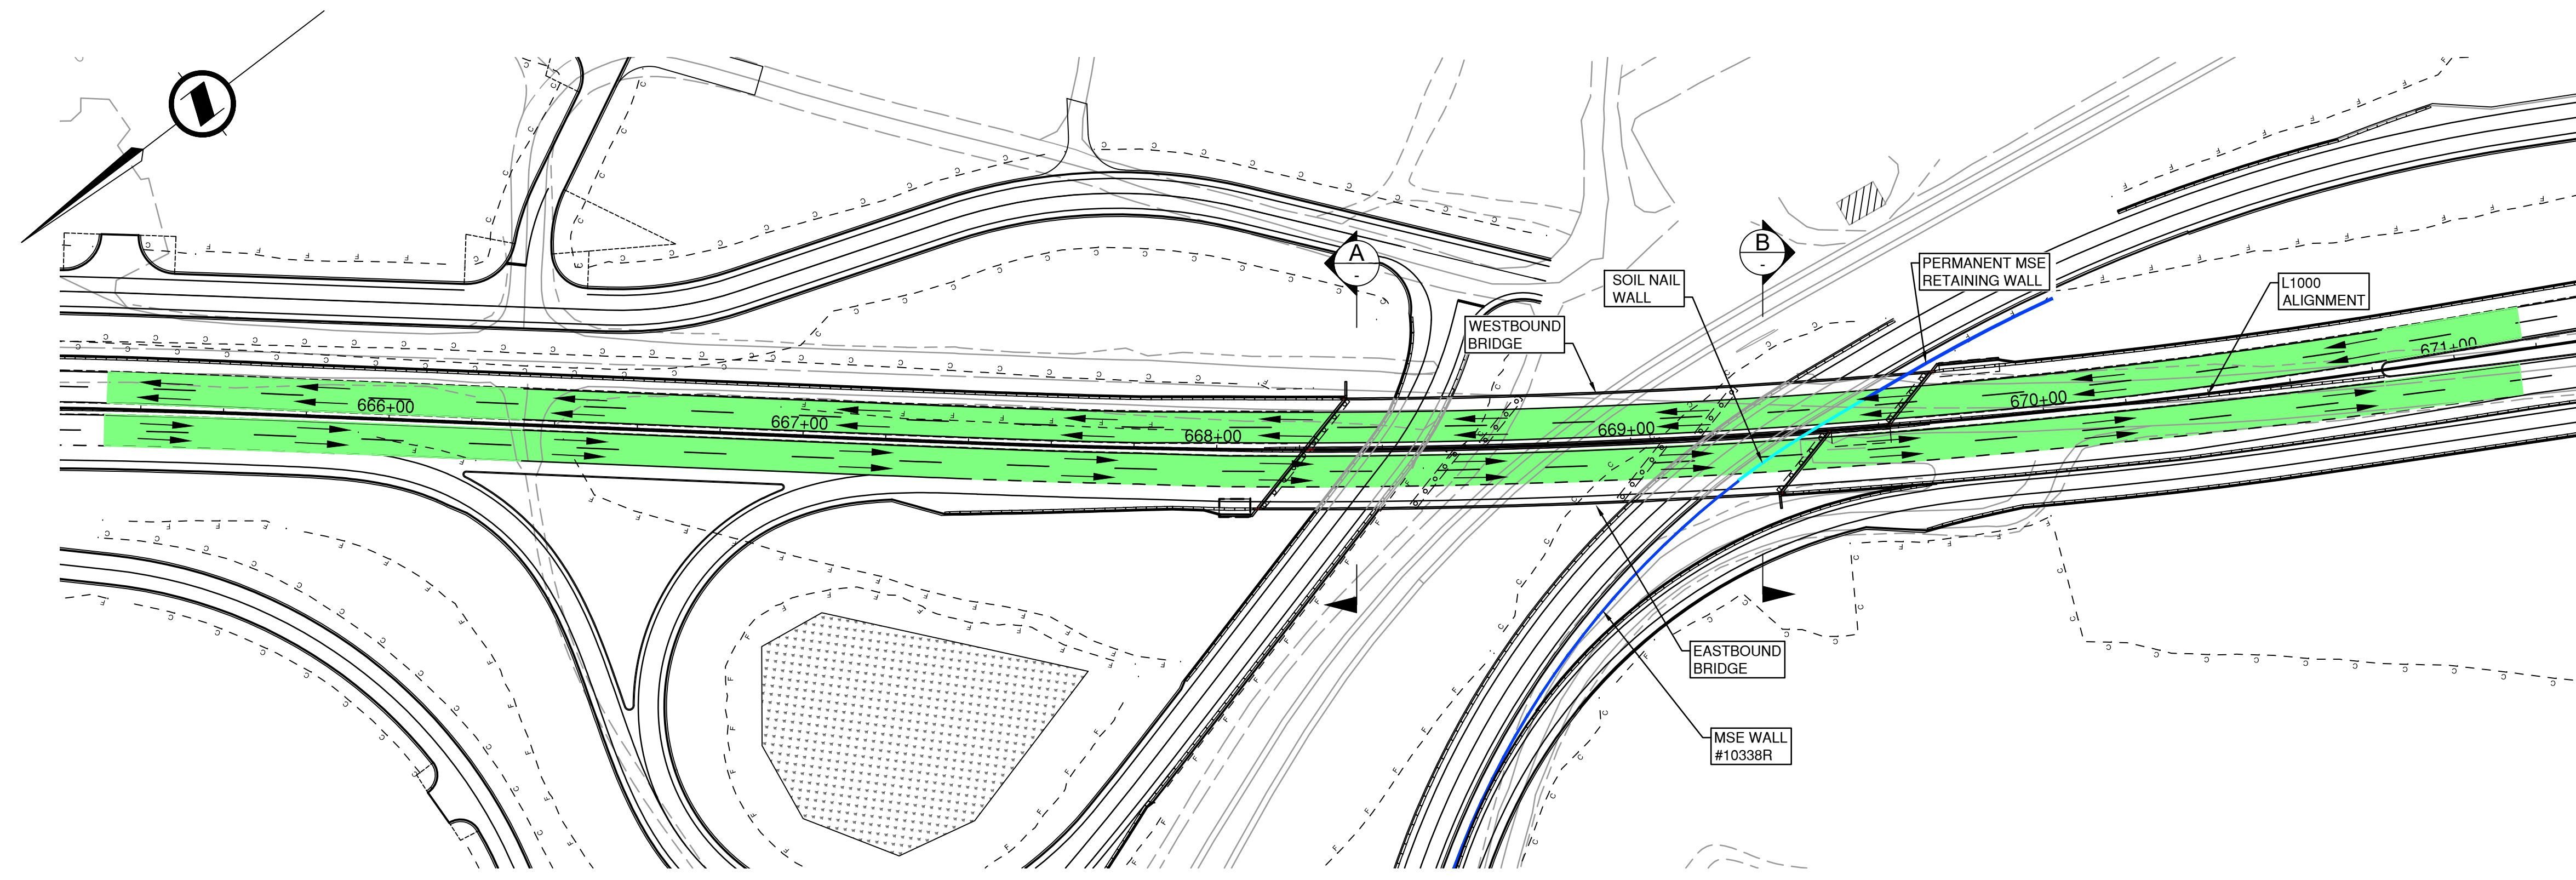 A
-
B
-
SOIL NAIL
WALL
PERMANENT MSE
RETAINING WALL
L1000
ALIGNMENT
WESTBOUND
BRIDGE
666+00
667+00
668+00
669+00
670+00
671+00
EASTBOUND
BRIDGE
MSE WALL
#10338R